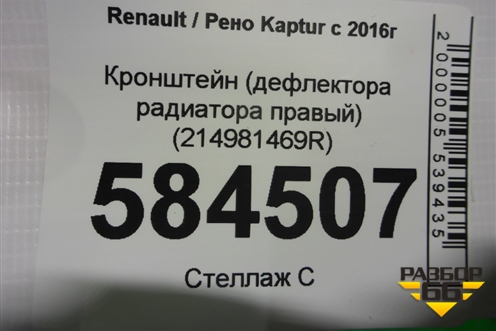 Renault / Рено Kaptur с 2016г
Кронштейн (дефлектора
радиатора правый)
(214981469R)
584507
Стеллаж С
2000005539435
РАЗБОР
66